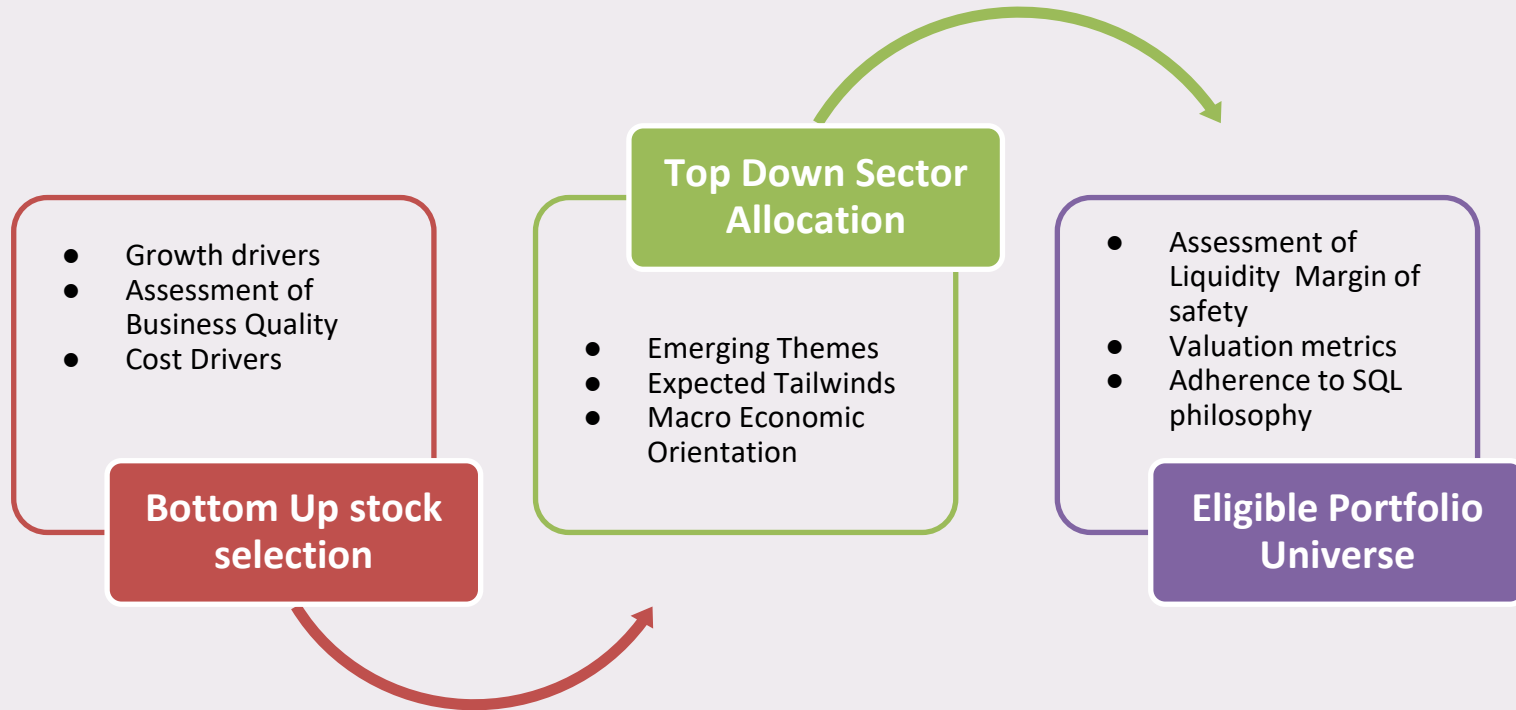 ● Growth drivers
● Assessment of
Business Quality
● Cost Drivers
Bottom Up stock
selection
Top Down Sector
Allocation
● Emerging Themes
● Expected Tailwinds
● Macro Economic
Orientation
● Assessment of
Liquidity  Margin of
safety
● Valuation metrics
● Adherence to SQL
philosophy
Eligible Portfolio
Universe